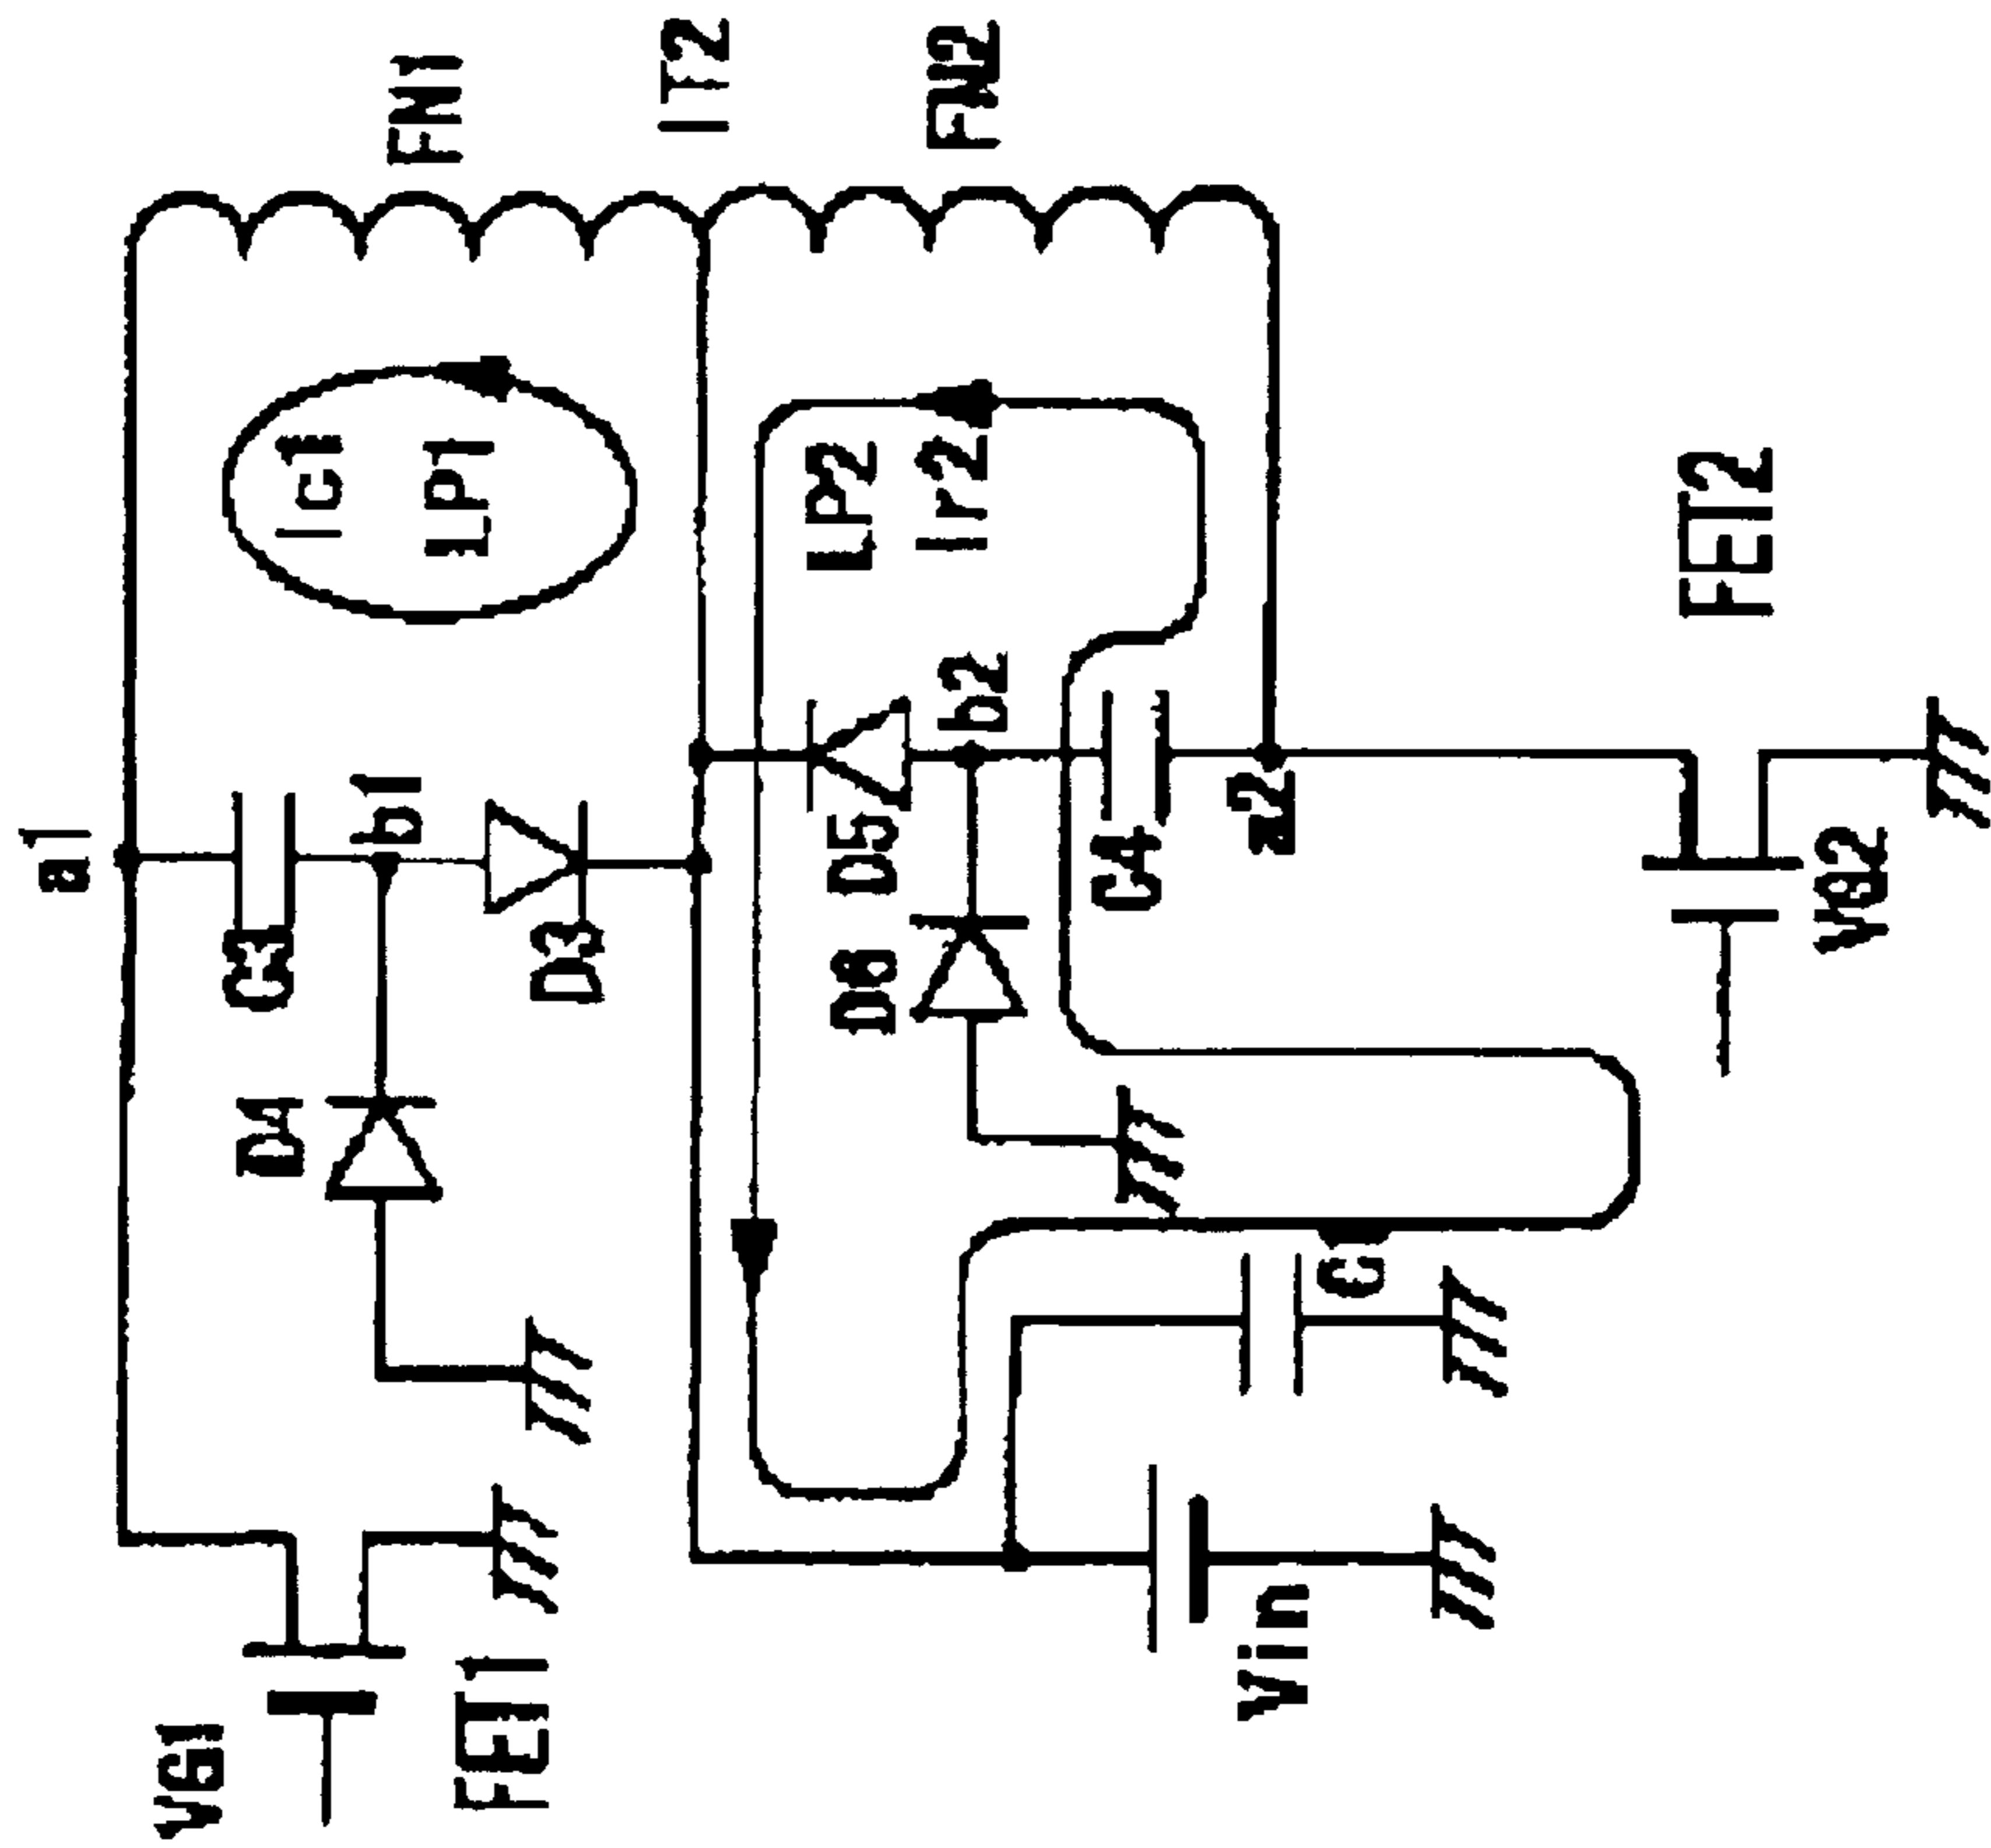 a1
VG1
D4
C3
Ic1
b1
FN1
Lp1
FET1
D3
IT2
D6
D5
LP2
Ir2
b2
FN2
C4
Vin
a2
C
FET2
VG2